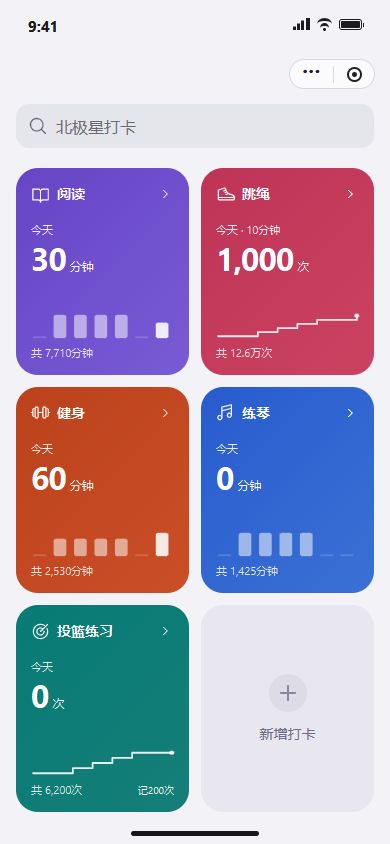 9:41
北极星打卡
阅读
今天
30 分钟
共 7,710分钟
跳绳
今天 · 10分钟
1,000 次
共 12.6万次
健身
今天
60 分钟
共 2,530分钟
练琴
今天
0 分钟
共 1,425分钟
投篮练习
今天
0 次
共 6,200次 记200次
新增打卡